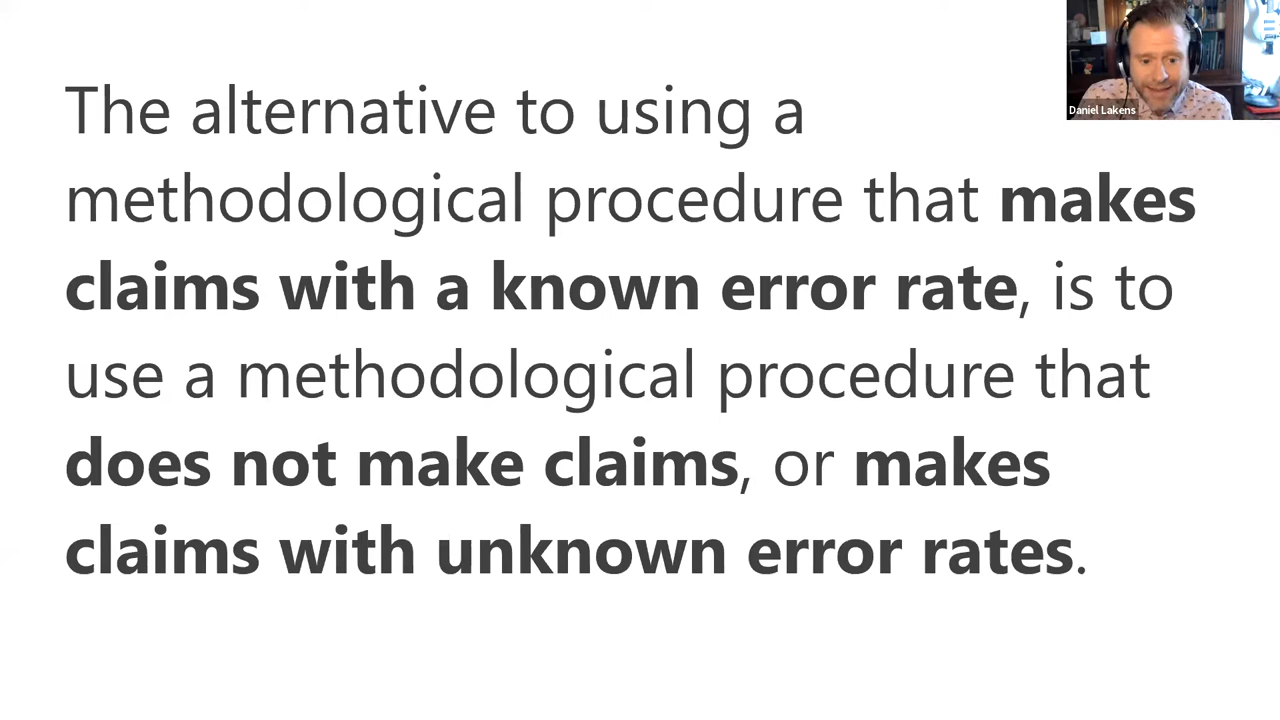 The alternative to using a
methodological procedure that makes
claims with a known error rate, is to
use a methodological procedure that
does not make claims, or makes
claims with unknown error rates.
Daniel Lakens